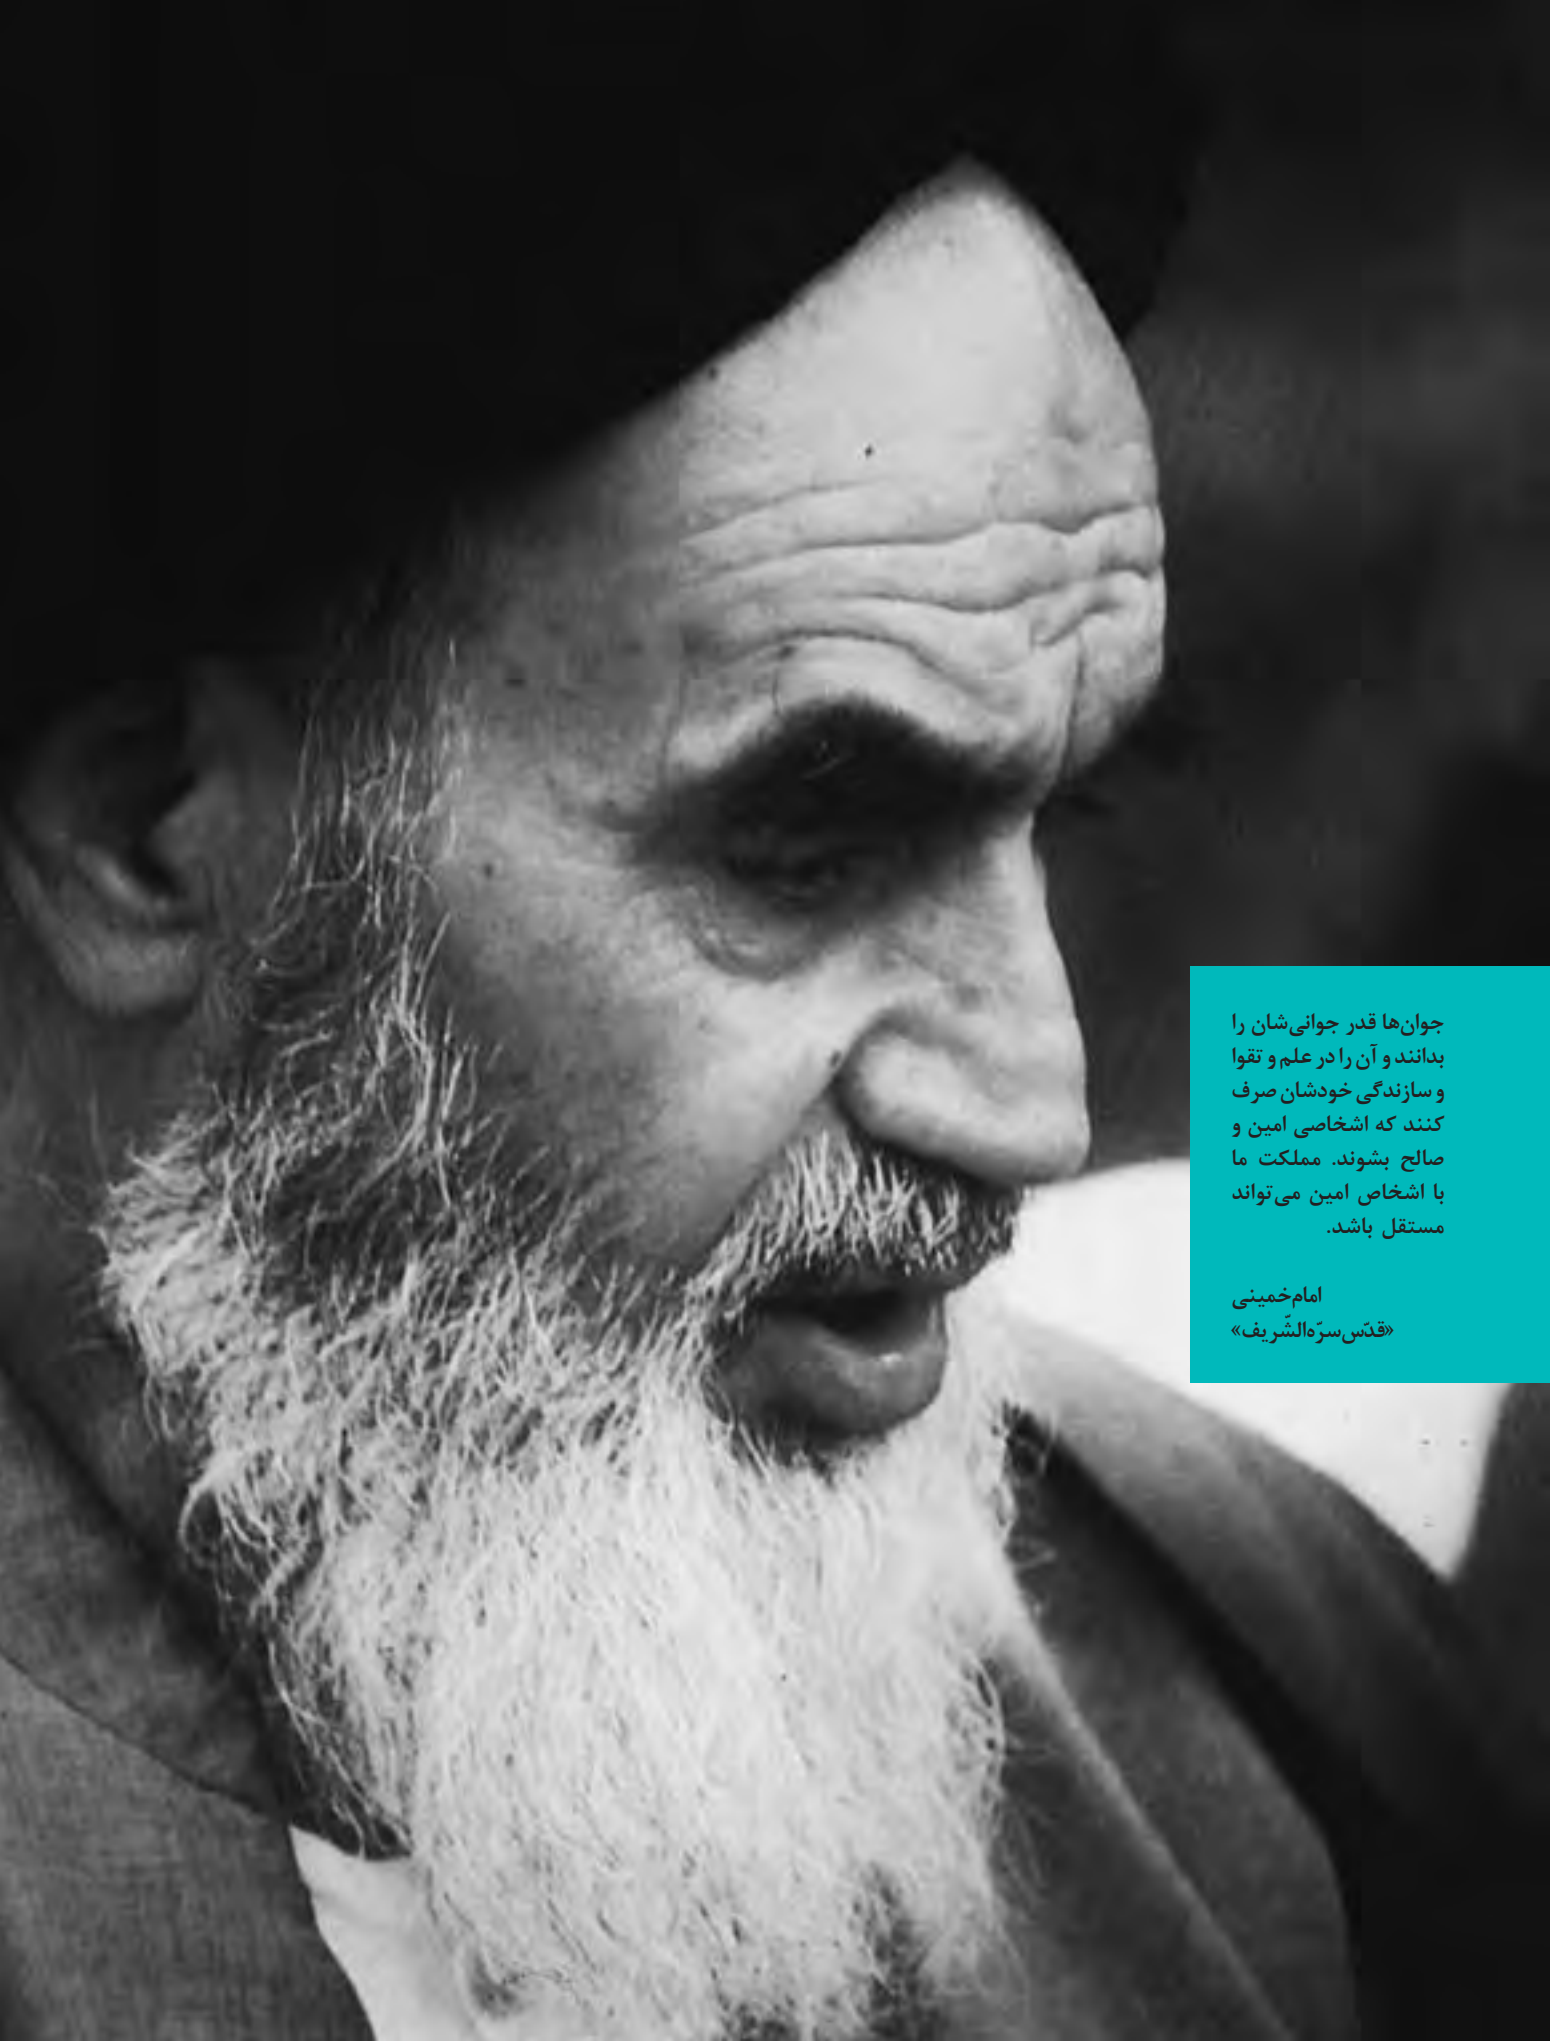 جوان‌ها قدر جوانی‌شان را
بدانند و آن را در علم و تقوا
و سازندگی خودشان صرف
کنند که اشخاصی امین و
صالح بشوند. مملکت ما
با اشخاص امین می‌تواند
مستقل باشد.
امام‌خمینی
«قدّس‌سرّه‌الشّریف»